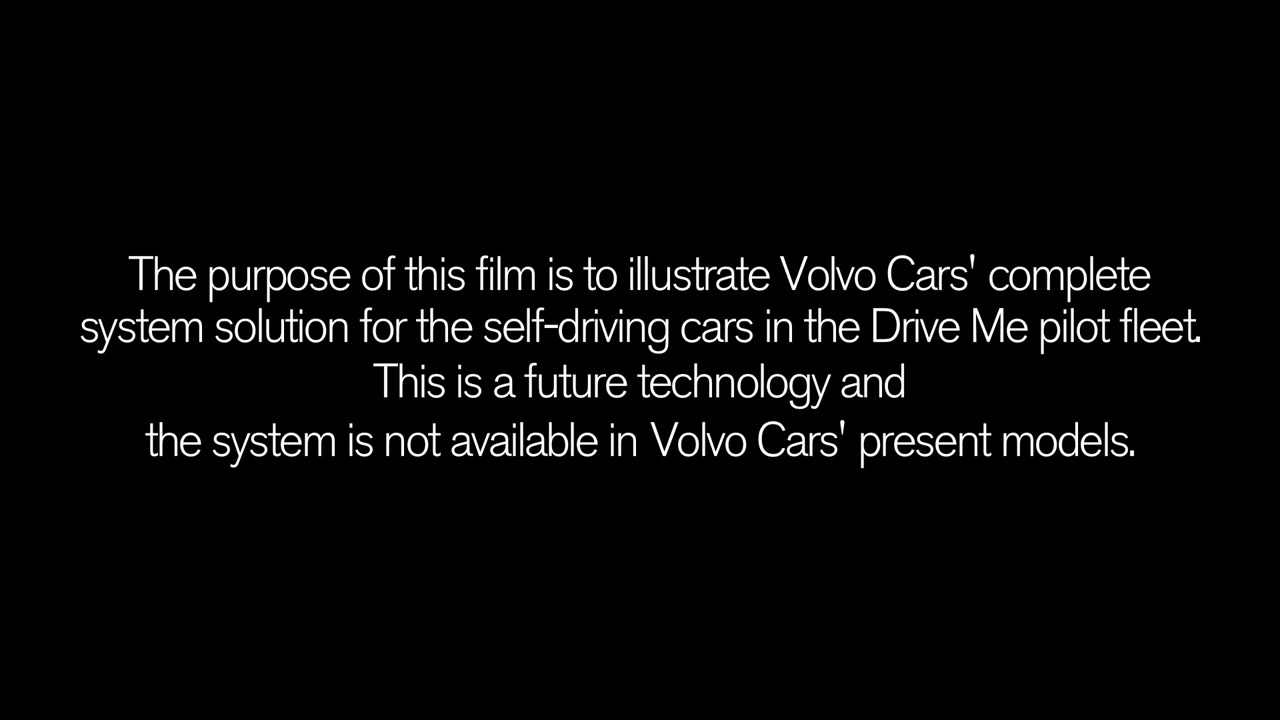 The purpose of this film is to illustrate Volvo Cars' complete
system solution for the self-driving cars in the Drive Me pilot fleet.
This is a future technology and
the system is not available in Volvo Cars' present models.